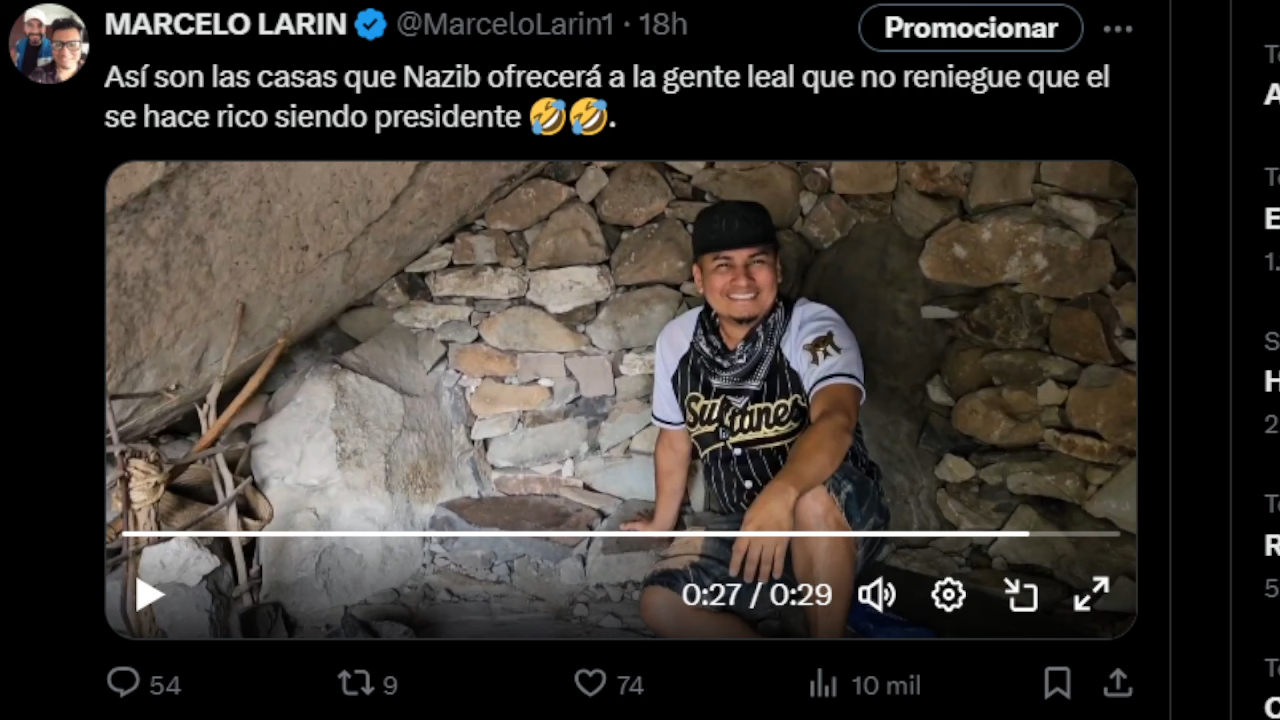 MARCELO LARIN @MarceloLarin1 · 18h
Promocionar
Así son las casas que Nazib ofrecerá a la gente leal que no reniegue que el
se hace rico siendo presidente 🤣🤣.
Sultanes
0:27 / 0:29
54
9
74
10 mil